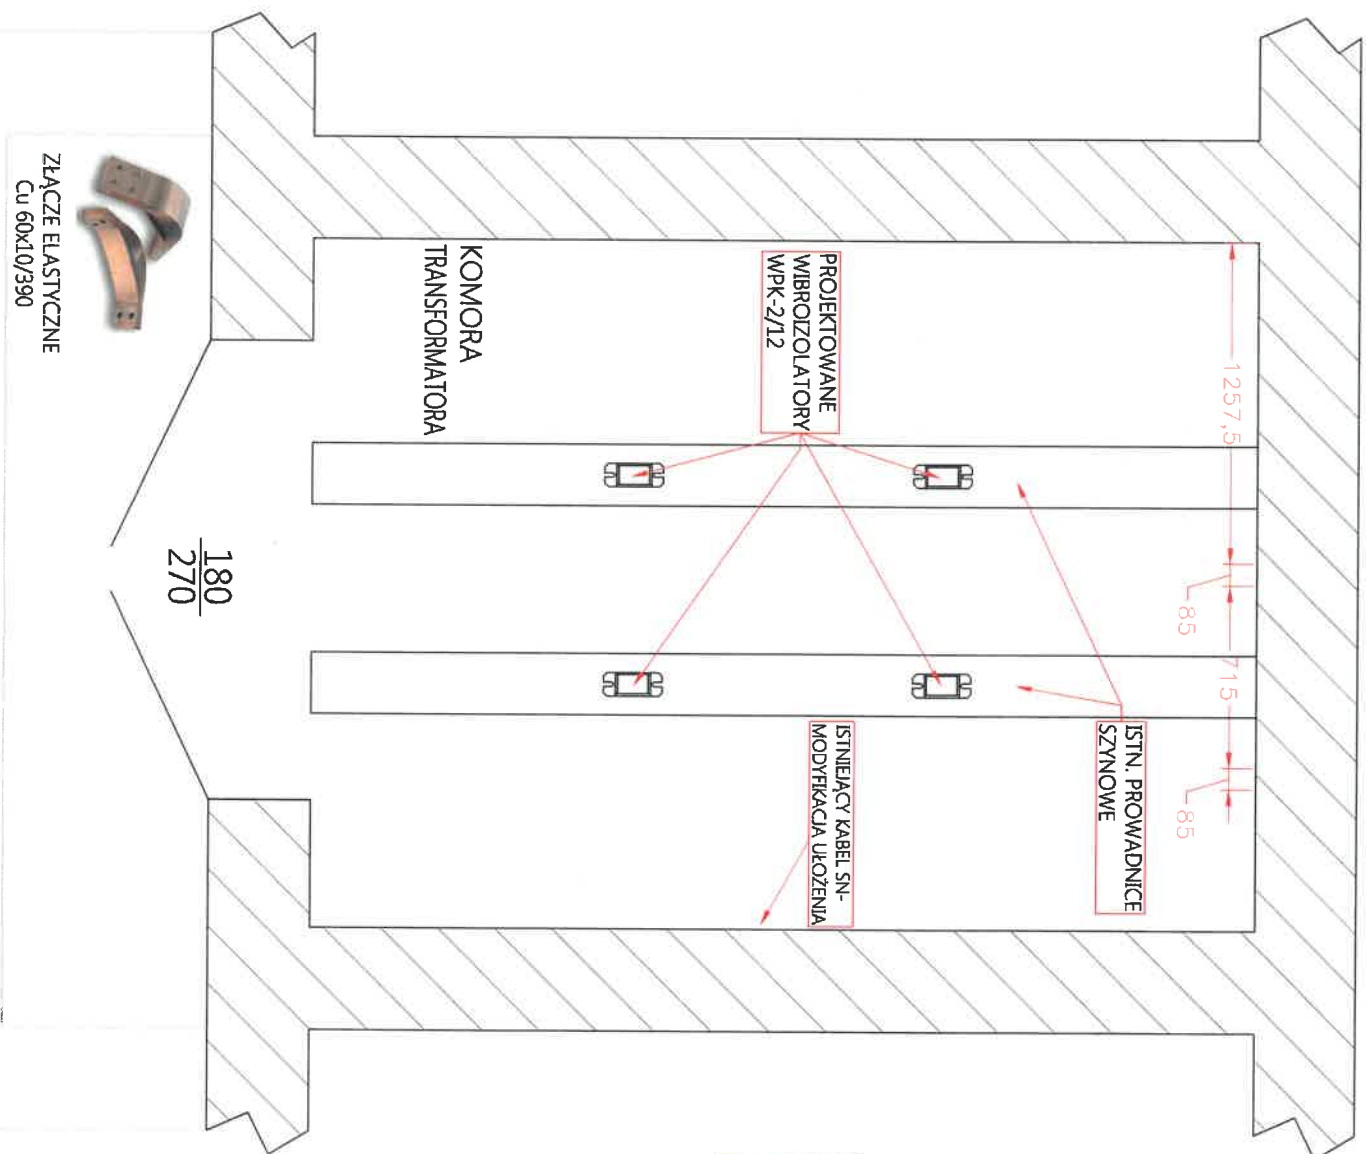 1257,5
85
715
85
ISTN. PROWADNICE
SZYNOWE
PROJEKTOWANE
WIBROIZOLATORY
WPK-2/12
ISTNIEJĄCY KABEL SN-
MODYFIKACJA UŁOŻENIA
KOMORA
TRANSFORMATORA
180
270
ZŁĄCZE ELASTYCZNE
Cu 60x10/390